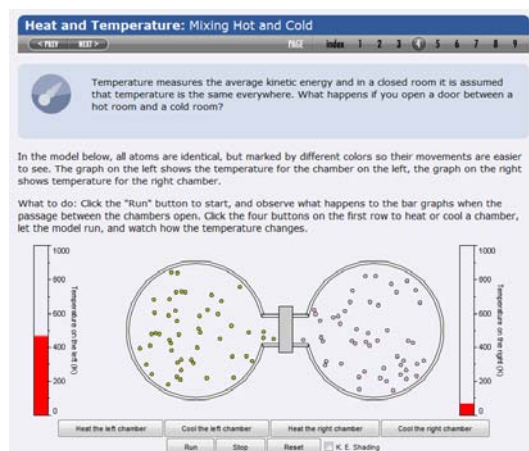 Heat and Temperature: Mixing Hot and Cold
< PREV NEXT > PAGE index 1 2 3 4 5 6 7 8 9
Temperature measures the average kinetic energy and in a closed room it is assumed
that temperature is the same everywhere. What happens if you open a door between a
hot room and a cold room?
In the model below, all atoms are identical, but marked by different colors so their movements are easier
to see. The graph on the left shows the temperature for the chamber on the left, the graph on the right
shows temperature for the right chamber.
What to do: Click the "Run" button to start, and observe what happens to the bar graphs when the
passage between the chambers open. Click the four buttons on the first row to heat or cool a chamber,
let the model run, and watch how the temperature changes.
1000
800
600
400
200
0
Temperature on the left (K)
1000
800
600
400
200
0
Temperature on the right (K)
Heat the left chamber Cool the left chamber Heat the right chamber Cool the right chamber
Run Stop Reset K. E. Shading